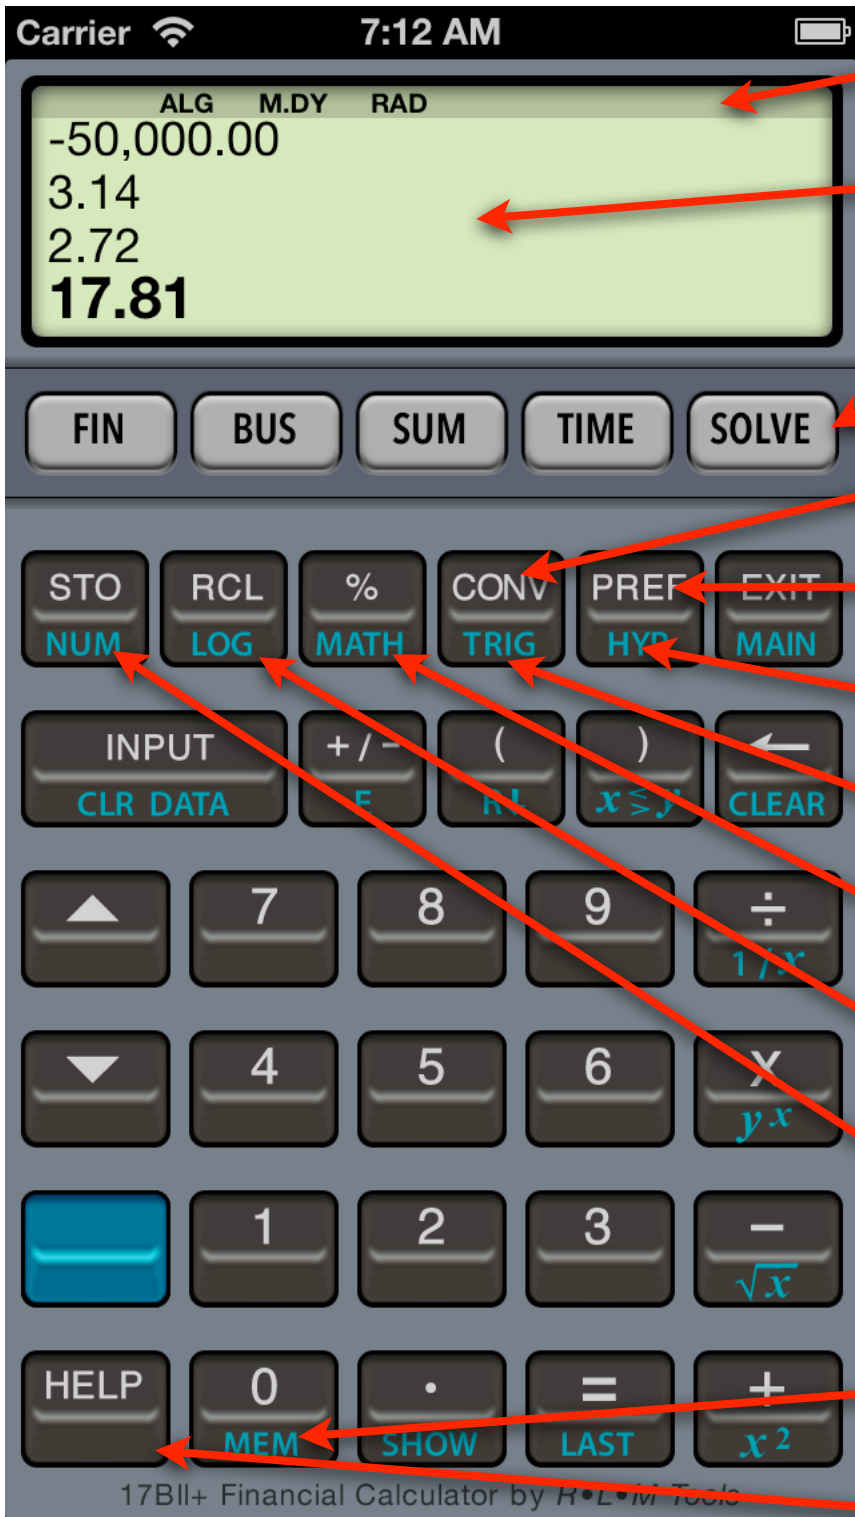 Carrier 7:12 AM
ALG M.DY RAD
-50,000.00
3.14
2.72
17.81
FIN BUS SUM TIME SOLVE
STO RCL % CONV PREF EXIT
NUM LOG MATH TRIG HYP MAIN
INPUT +/- ( ) ←
CLR DATA E R↓ x≶y CLEAR
▲ 7 8 9 ÷
1/x
▼ 4 5 6 X
y^x
1 2 3 −
√x
HELP 0 . = +
MEM SHOW LAST x²
17BII+ Financial Calculator by R•L•M Tools